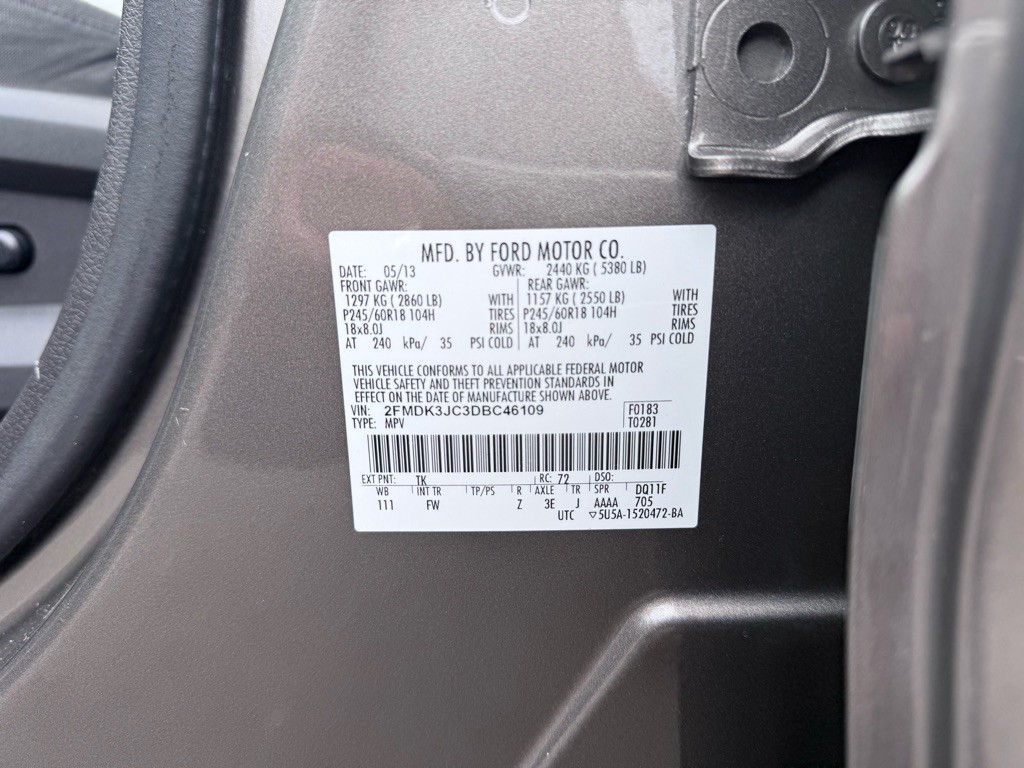 MFD. BY FORD MOTOR CO.
DATE: 05/13 GVWR: 2440 KG ( 5380 LB)
FRONT GAWR: REAR GAWR:
1297 KG ( 2860 LB) WITH 1157 KG ( 2550 LB) WITH
P245/60R18 104H TIRES P245/60R18 104H TIRES
18x8.0J RIMS 18x8.0J RIMS
AT 240 kPa/ 35 PSI COLD AT 240 kPa/ 35 PSI COLD
THIS VEHICLE CONFORMS TO ALL APPLICABLE FEDERAL MOTOR
VEHICLE SAFETY AND THEFT PREVENTION STANDARDS IN
EFFECT ON THE DATE OF MANUFACTURE SHOWN ABOVE.
VIN: 2FMDK3JC3DBC46109 F0183
TYPE: MPV T0281
EXT PNT: TK RC: 72 DSO:
WB INT TR TP/PS R AXLE TR SPR DQ11F
111 FW Z 3E J AAAA 705
UTC ▽5U5A-1520472-BA